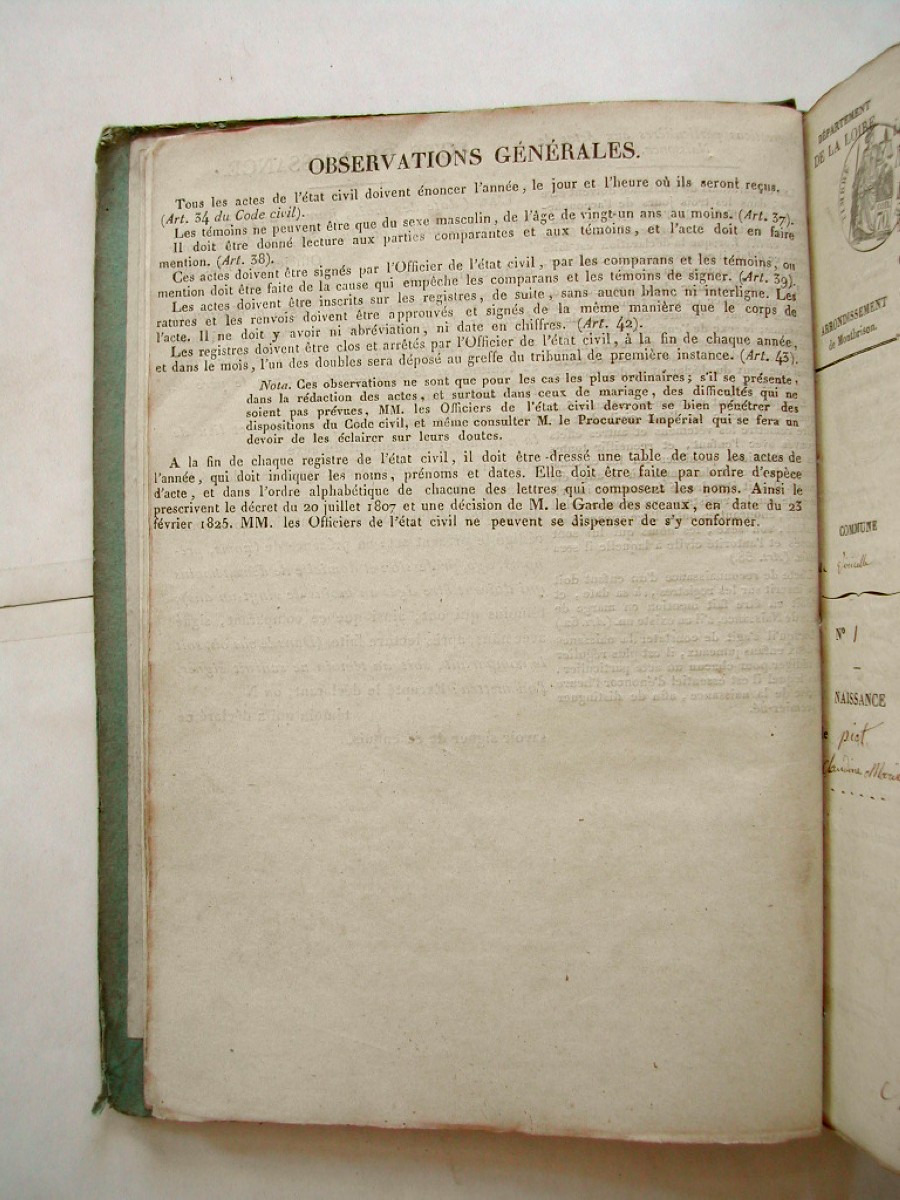 OBSERVATIONS GÉNÉRALES.
Tous les actes de l'état civil doivent énoncer l'année, le jour et l'heure où ils seront reçus.
(Art. 34 du Code civil).
Les témoins ne peuvent être que du sexe masculin, de l'âge de vingt-un ans au moins. (Art. 37).
Il doit être donné lecture aux parties comparantes et aux témoins, et l'acte doit en faire
mention. (Art. 38).
Ces actes doivent être signés par l'Officier de l'état civil, par les comparans et les témoins, ou
mention doit être faite de la cause qui empêche les comparans et les témoins de signer. (Art. 39).
Les actes doivent être inscrits sur les registres, de suite, sans aucun blanc ni interligne. Les
ratures et les renvois doivent être approuvés et signés de la même manière que le corps de
l'acte. Il ne doit y avoir ni abréviation, ni date en chiffres. (Art. 42).
Les registres doivent être clos et arrêtés par l'Officier de l'état civil, à la fin de chaque année,
et dans le mois, l'un des doubles sera déposé au greffe du tribunal de première instance. (Art. 43).
Nota. Ces observations ne sont que pour les cas les plus ordinaires; s'il se présente,
dans la rédaction des actes, et surtout dans ceux de mariage, des difficultés qui ne
soient pas prévues, MM. les Officiers de l'état civil devront se bien pénétrer des
dispositions du Code civil, et même consulter M. le Procureur Impérial qui se fera un
devoir de les éclairer sur leurs doutes.
A la fin de chaque registre de l'état civil, il doit être dressé une table de tous les actes de
l'année, qui doit indiquer les noms, prénoms et dates. Elle doit être faite par ordre d'espèce
d'acte, et dans l'ordre alphabétique de chacune des lettres qui composent les noms. Ainsi le
prescrivent le décret du 20 juillet 1807 et une décision de M. le Garde des sceaux, en date du 23
février 1825. MM. les Officiers de l'état civil ne peuvent se dispenser de s'y conformer.
DÉPARTEMENT
DE LA LOIRE
TIMBRE
ARRONDISSEMENT
de Montbrison.
COMMUNE
N° 1
NAISSANCE
piot